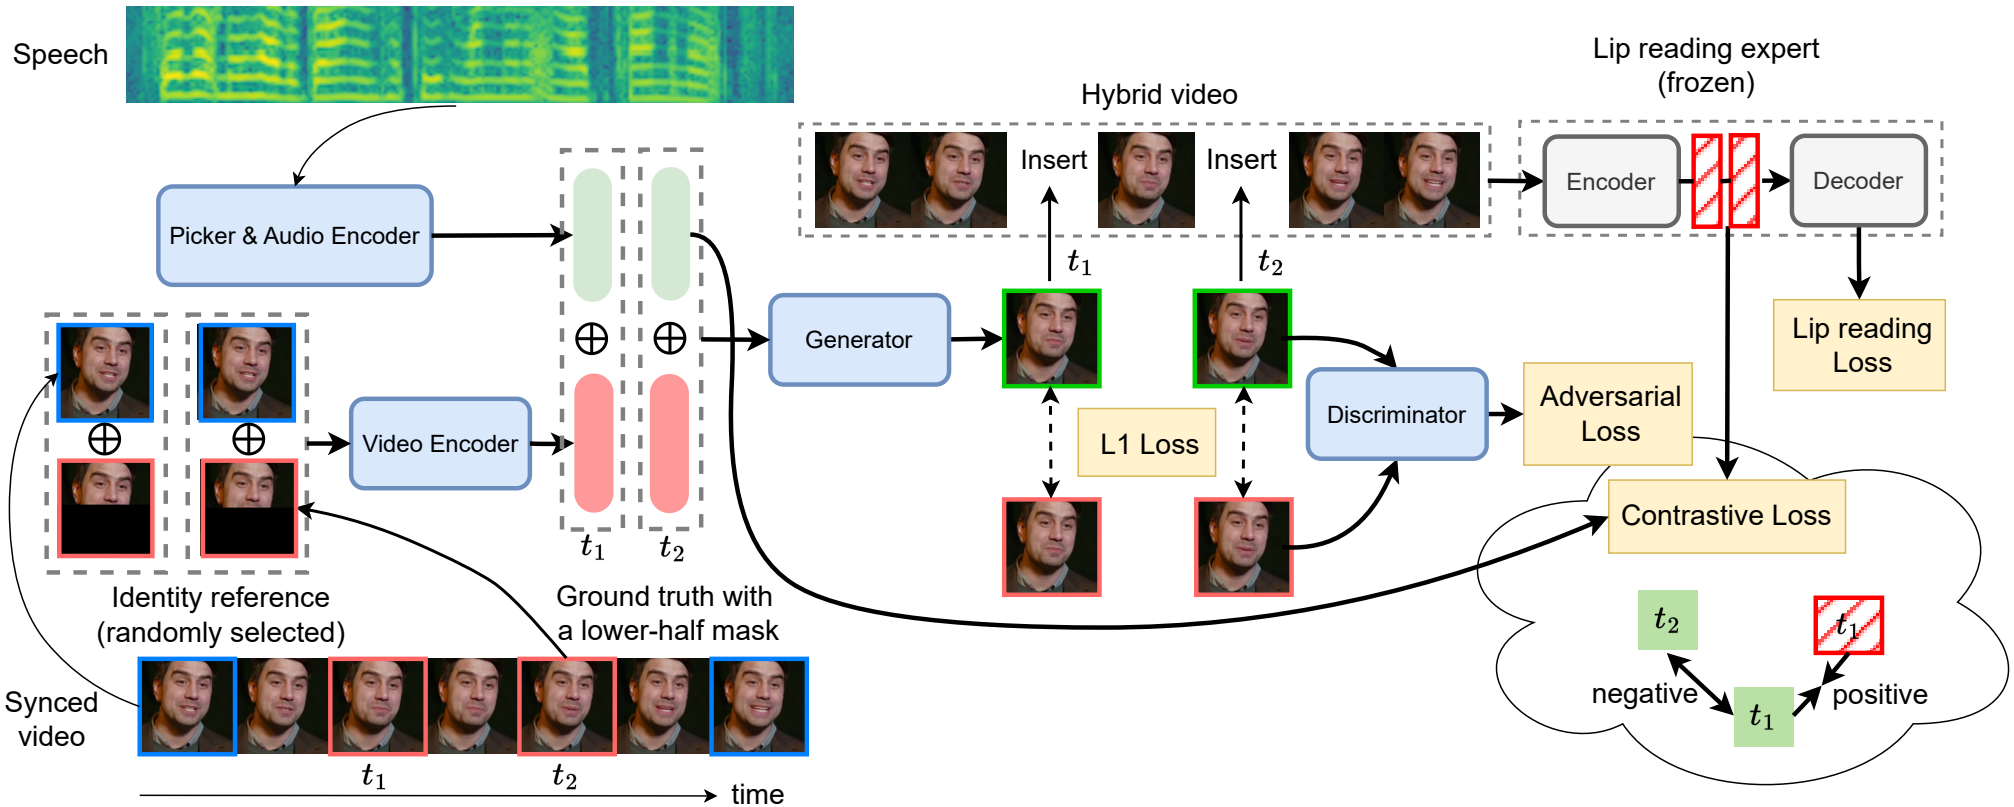 Speech
Picker & Audio Encoder
Video Encoder
t₁
t₂
Identity reference
(randomly selected)
Ground truth with
a lower-half mask
Synced
video
t₁
t₂
time
Generator
Hybrid video
Insert
Insert
t₁
t₂
L1 Loss
Discriminator
Adversarial
Loss
Lip reading expert
(frozen)
Encoder
Decoder
Lip reading
Loss
Contrastive Loss
t₂
t₁
negative
positive
t₁